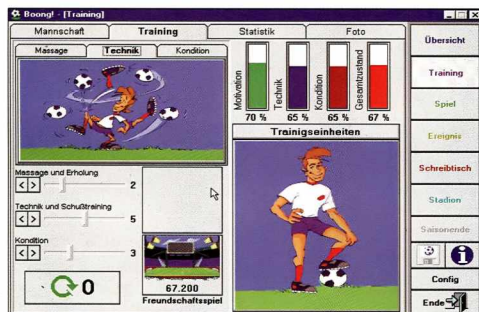 Boong! - [Training]
Mannschaft
Training
Statistik
Foto
Massage
Technik
Kondition
Motivation
Technik
Kondition
Gesamtzustand
70 %
65 %
65 %
67 %
Trainigseinheiten
Massage und Erholung
2
Technik und Schußtraining
5
Kondition
3
0
67.200
Freundschaftsspiel
Übersicht
Training
Spiel
Ereignis
Schreibtisch
Stadion
Saisonende
i
Config
Ende